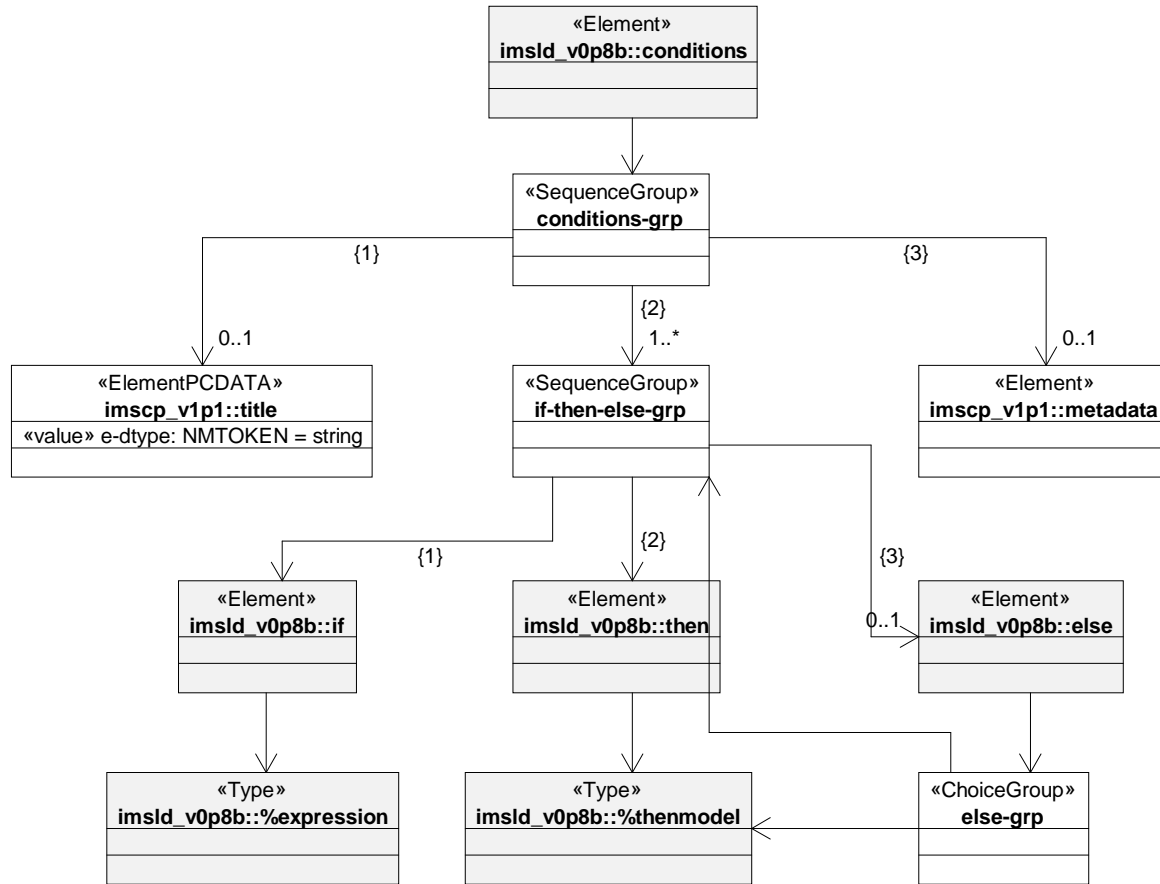 «Element»
imsld_v0p8b::conditions
«SequenceGroup»
conditions-grp
{1}
{3}
{2}
0..1
1..*
0..1
«ElementPCDATA»
imscp_v1p1::title
«value» e-dtype: NMTOKEN = string
«SequenceGroup»
if-then-else-grp
«Element»
imscp_v1p1::metadata
{1}
{2}
{3}
«Element»
imsld_v0p8b::if
«Element»
imsld_v0p8b::then
0..1
«Element»
imsld_v0p8b::else
«Type»
imsld_v0p8b::%expression
«Type»
imsld_v0p8b::%thenmodel
«ChoiceGroup»
else-grp